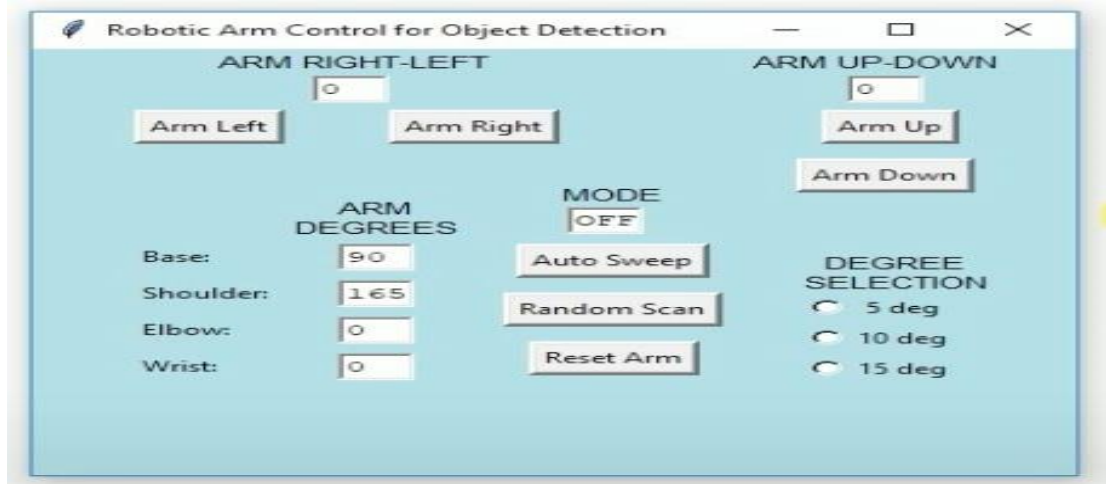 Robotic Arm Control for Object Detection
ARM RIGHT-LEFT
0
Arm Left
Arm Right
ARM UP-DOWN
0
Arm Up
Arm Down
ARM
DEGREES
Base: 90
Shoulder: 165
Elbow: 0
Wrist: 0
MODE
OFF
Auto Sweep
Random Scan
Reset Arm
DEGREE
SELECTION
5 deg
10 deg
15 deg